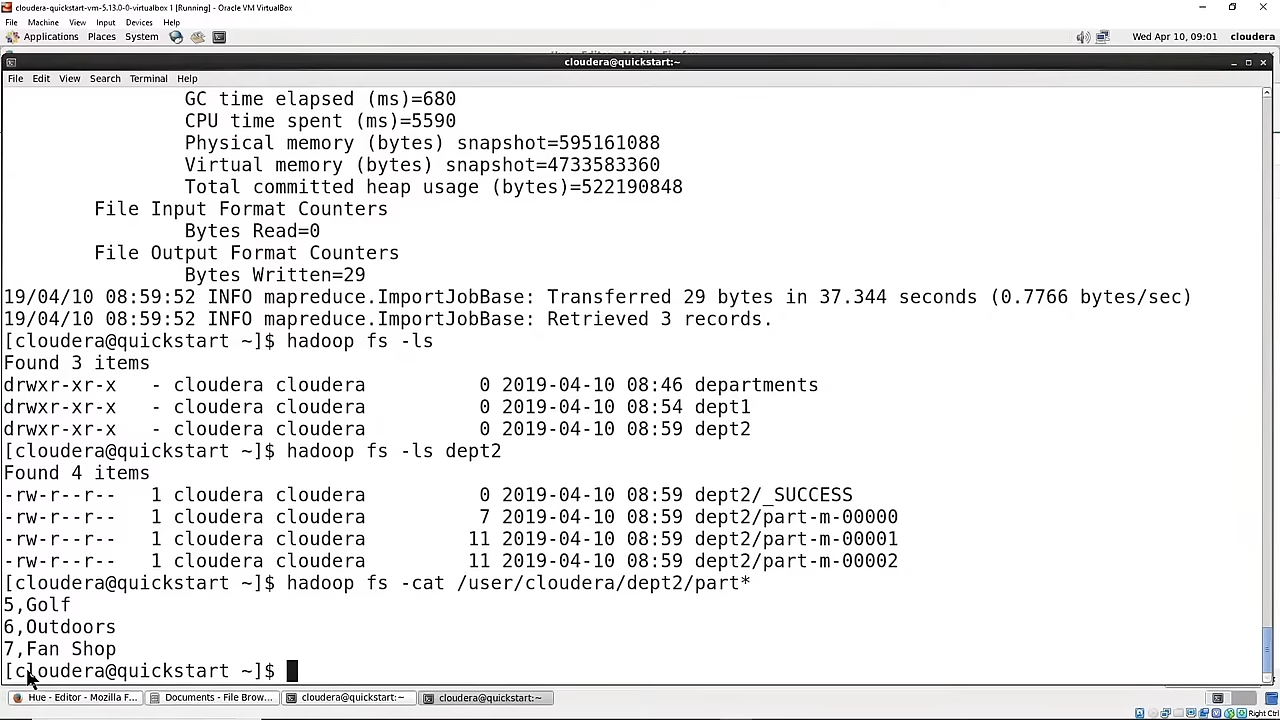 cloudera-quickstart-vm-5.13.0-0-virtualbox 1 [Running] - Oracle VM VirtualBox
File Machine View Input Devices Help
Applications Places System Wed Apr 10, 09:01 cloudera
cloudera@quickstart:~
File Edit View Search Terminal Help
GC time elapsed (ms)=680
CPU time spent (ms)=5590
Physical memory (bytes) snapshot=595161088
Virtual memory (bytes) snapshot=4733583360
Total committed heap usage (bytes)=522190848
File Input Format Counters
Bytes Read=0
File Output Format Counters
Bytes Written=29
19/04/10 08:59:52 INFO mapreduce.ImportJobBase: Transferred 29 bytes in 37.344 seconds (0.7766 bytes/sec)
19/04/10 08:59:52 INFO mapreduce.ImportJobBase: Retrieved 3 records.
[cloudera@quickstart ~]$ hadoop fs -ls
Found 3 items
drwxr-xr-x - cloudera cloudera 0 2019-04-10 08:46 departments
drwxr-xr-x - cloudera cloudera 0 2019-04-10 08:54 dept1
drwxr-xr-x - cloudera cloudera 0 2019-04-10 08:59 dept2
[cloudera@quickstart ~]$ hadoop fs -ls dept2
Found 4 items
-rw-r--r-- 1 cloudera cloudera 0 2019-04-10 08:59 dept2/_SUCCESS
-rw-r--r-- 1 cloudera cloudera 7 2019-04-10 08:59 dept2/part-m-00000
-rw-r--r-- 1 cloudera cloudera 11 2019-04-10 08:59 dept2/part-m-00001
-rw-r--r-- 1 cloudera cloudera 11 2019-04-10 08:59 dept2/part-m-00002
[cloudera@quickstart ~]$ hadoop fs -cat /user/cloudera/dept2/part*
5,Golf
6,Outdoors
7,Fan Shop
[cloudera@quickstart ~]$
Hue - Editor - Mozilla F... Documents - File Brow... cloudera@quickstart:~ cloudera@quickstart:~
Right Ctrl